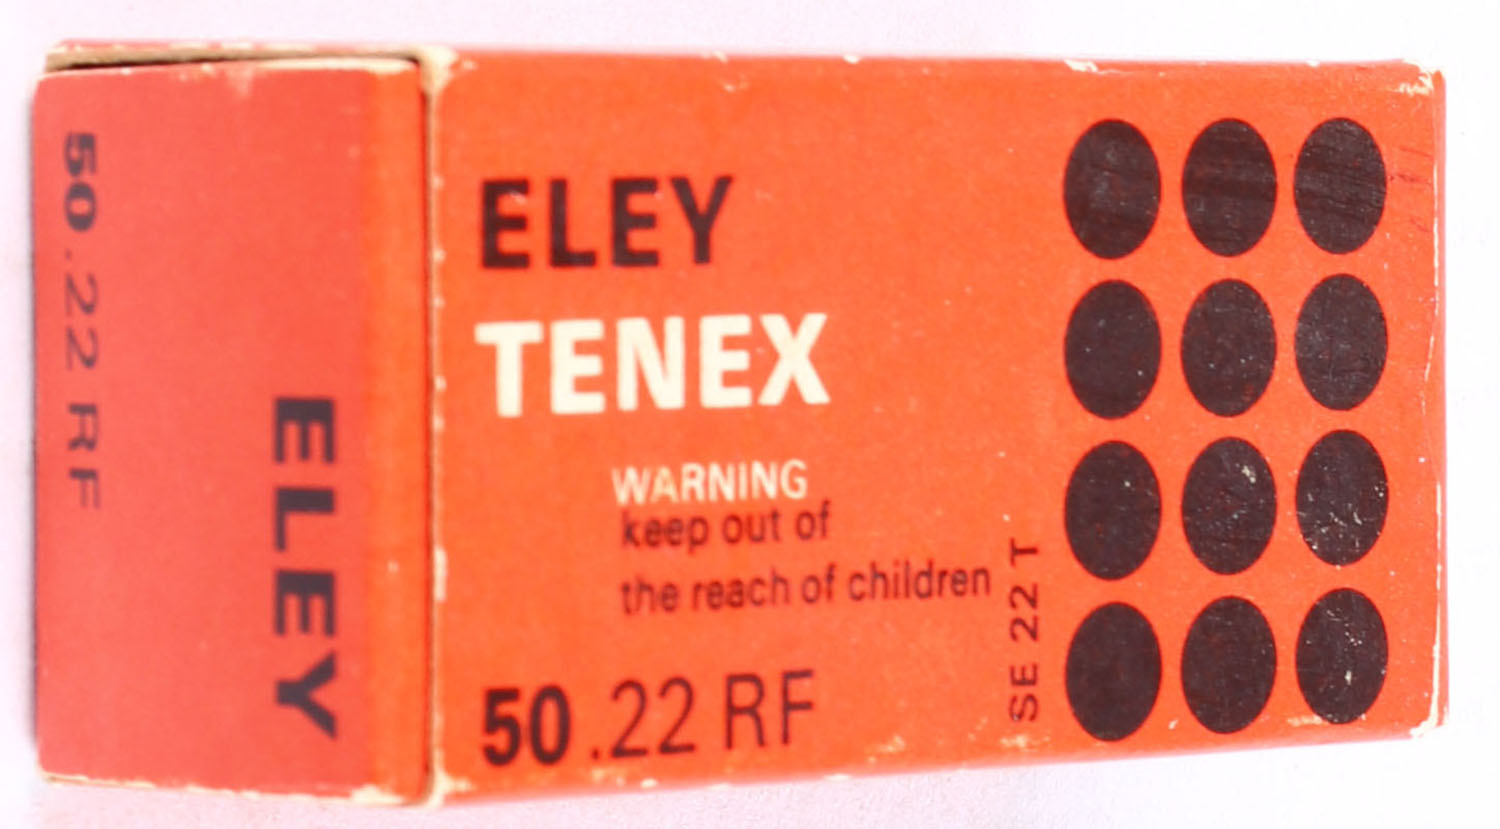 50 .22 RF
ELEY
ELEY
TENEX
WARNING
keep out of
the reach of children
50 .22 RF
SE 22 T